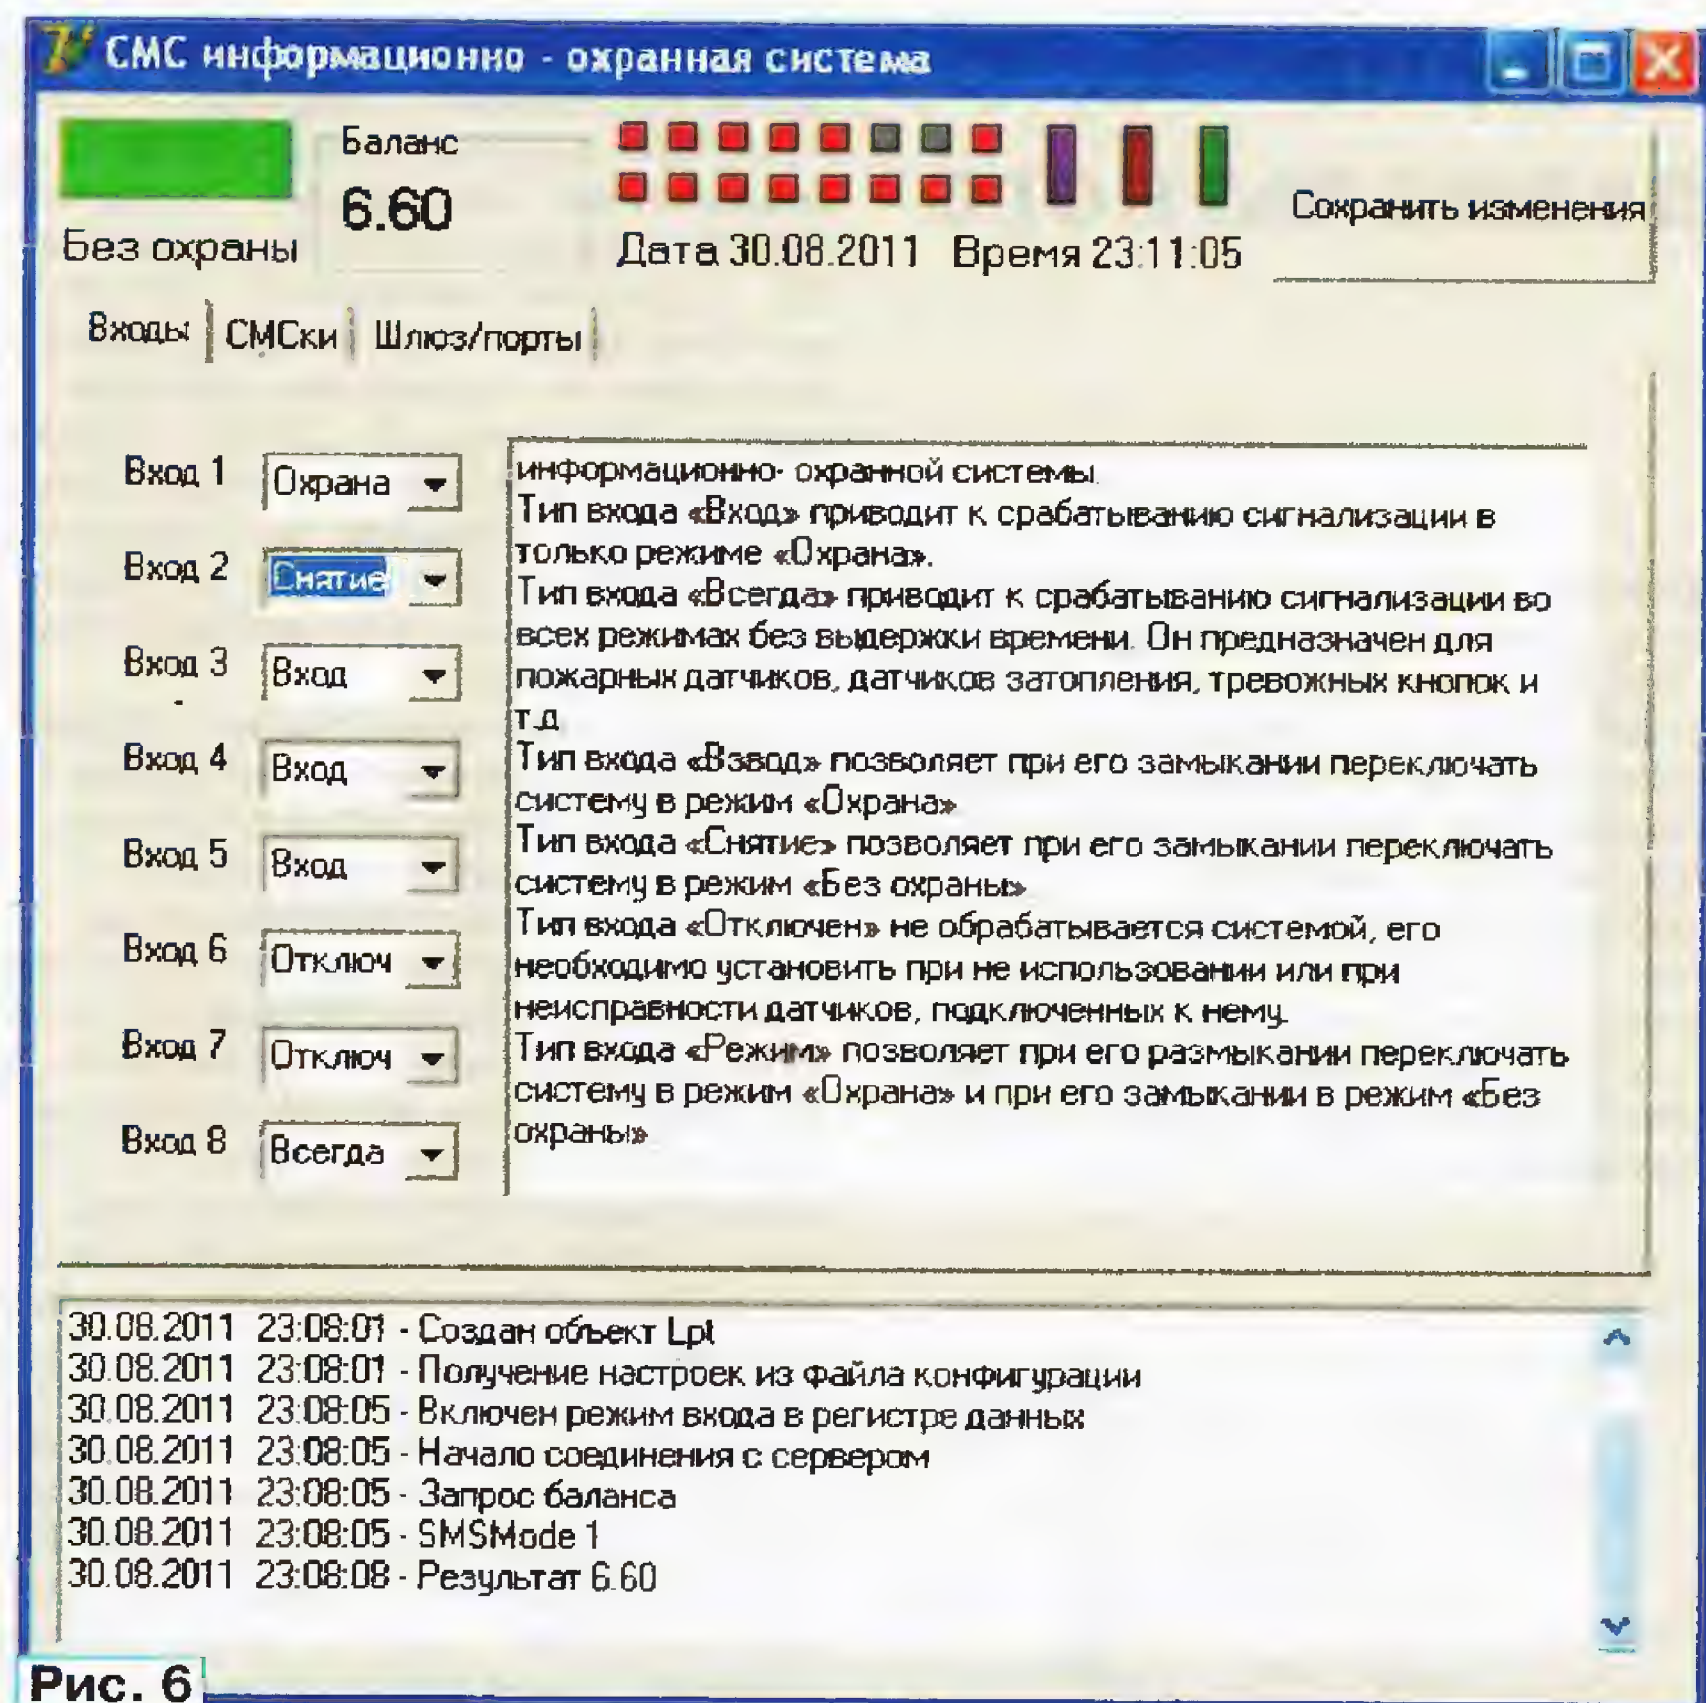 СМС информационно - охранная система
Баланс
6.60
Без охраны
Дата 30.08.2011 Время 23:11:05
Сохранить изменения
Входы СМСки Шлюз/порты
Вход 1 Охрана
Вход 2 Снятие
Вход 3 Вход
Вход 4 Вход
Вход 5 Вход
Вход 6 Отключ
Вход 7 Отключ
Вход 8 Всегда
информационно- охранной системы.
Тип входа «Вход» приводит к срабатыванию сигнализации в
только режиме «Охрана».
Тип входа «Всегда» приводит к срабатыванию сигнализации во
всех режимах без выдержки времени. Он предназначен для
пожарных датчиков, датчиков затопления, тревожных кнопок и
т.д
Тип входа «Взвод» позволяет при его замыкании переключать
систему в режим «Охрана»
Тип входа «Снятие» позволяет при его замыкании переключать
систему в режим «Без охраны»
Тип входа «Отключен» не обрабатывается системой, его
необходимо установить при не использовании или при
неисправности датчиков, подключенных к нему.
Тип входа «Режим» позволяет при его размыкании переключать
систему в режим «Охрана» и при его замыкании в режим «Без
охраны»
30.08.2011 23:08:01 - Создан объект Lpt
30.08.2011 23:08:01 - Получение настроек из файла конфигурации
30.08.2011 23:08:05 - Включен режим входа в регистре данных
30.08.2011 23:08:05 - Начало соединения с сервером
30.08.2011 23:08:05 - Запрос баланса
30.08.2011 23:08:05 - SMSMode 1
30.08.2011 23:08:08 - Результат 6.60
Рис. 6